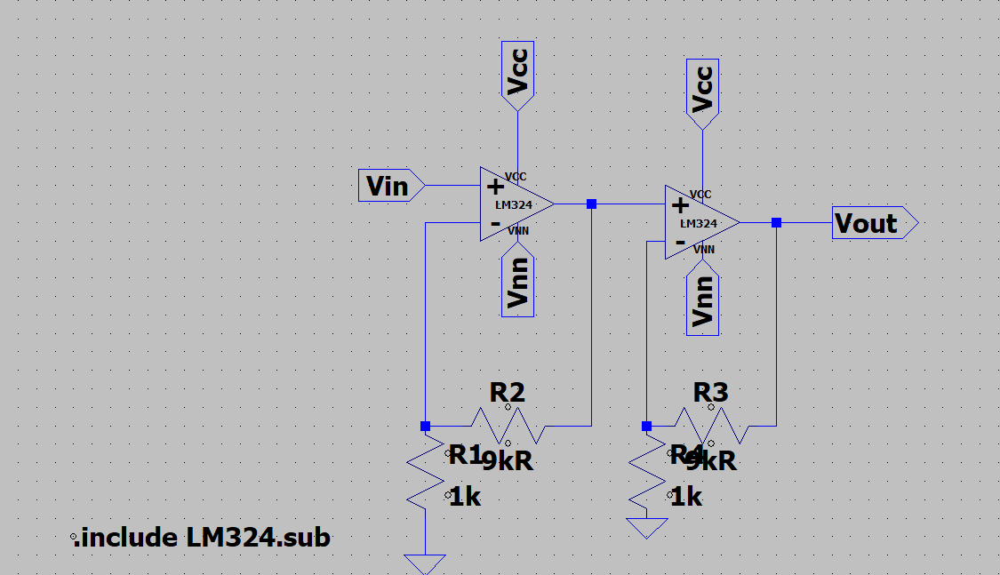 Vcc
Vcc
Vin
+
VCC
LM324
-
VNN
+
VCC
LM324
-
VNN
Vout
Vnn
Vnn
R2
R3
R1
9kR
R4
9kR
1k
1k
.include LM324.sub